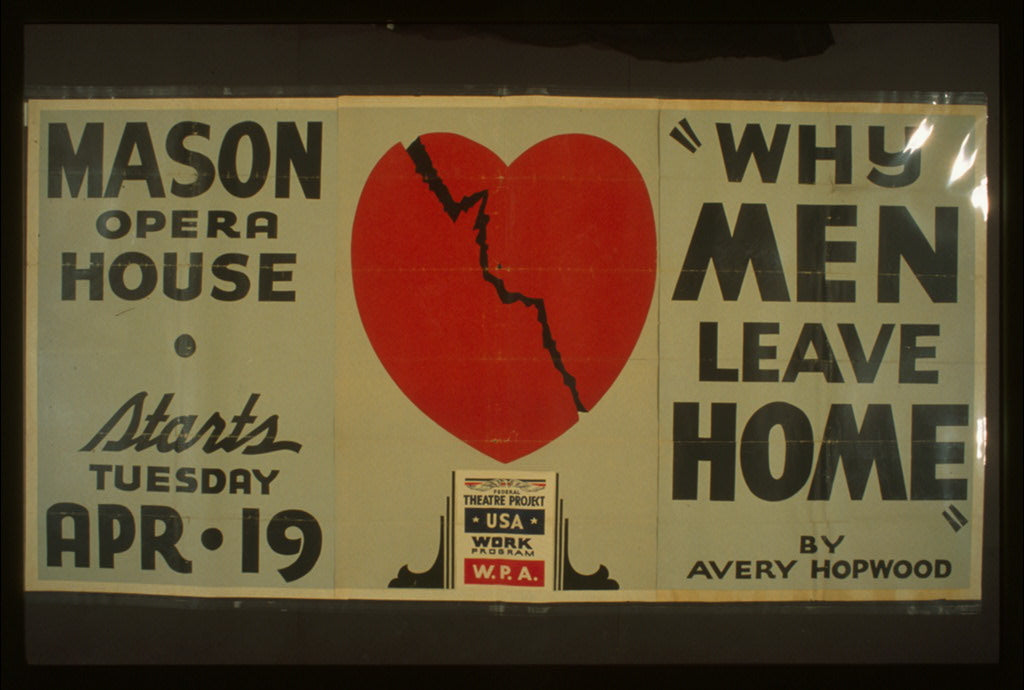 MASON
OPERA
HOUSE
•
Starts
TUESDAY
APR • 19
FEDERAL
THEATRE PROJECT
★ USA ★
WORK
PROGRAM
W.P.A.
"WHY
MEN
LEAVE
HOME"
BY
AVERY HOPWOOD